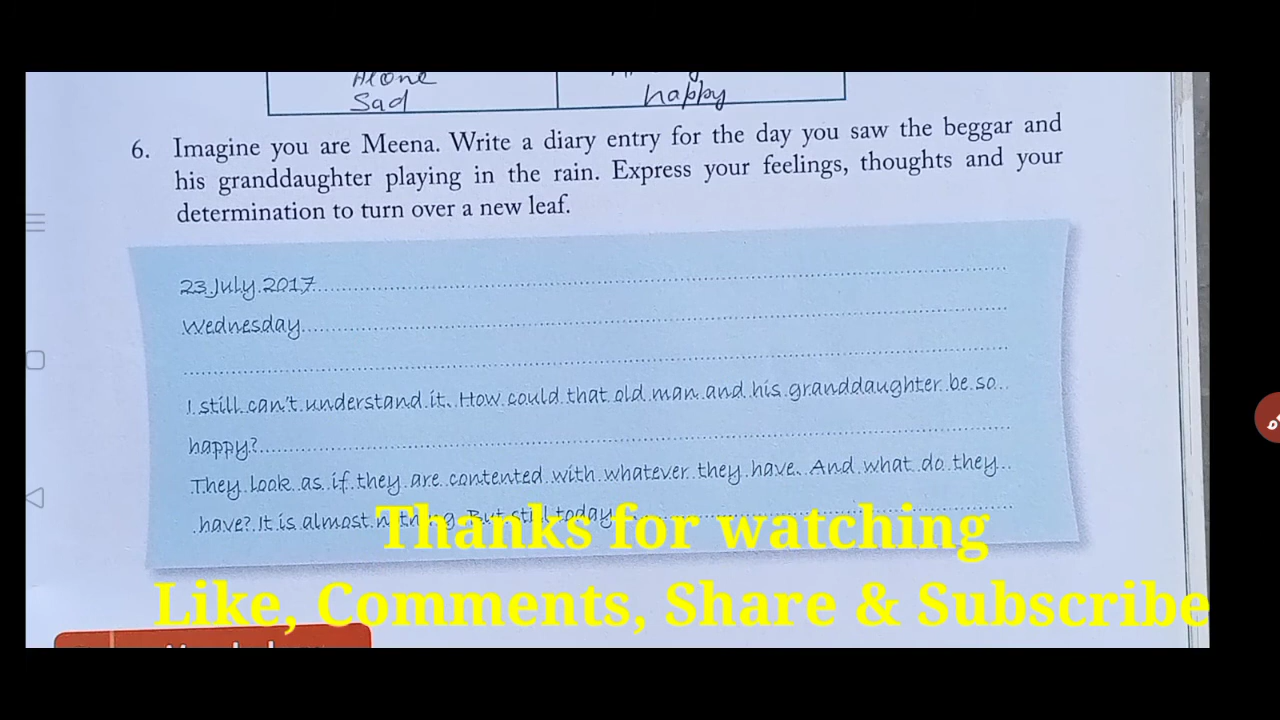 Alone
Sad
happy
6. Imagine you are Meena. Write a diary entry for the day you saw the beggar and
his granddaughter playing in the rain. Express your feelings, thoughts and your
determination to turn over a new leaf.
23 July 2017
Wednesday
I still can't understand it. How could that old man and his granddaughter be so
happy?
They look as if they are contented with whatever they have. And what do they
have? It is almost nothing. But still today
Thanks for watching
Like, Comments, Share & Subscribe